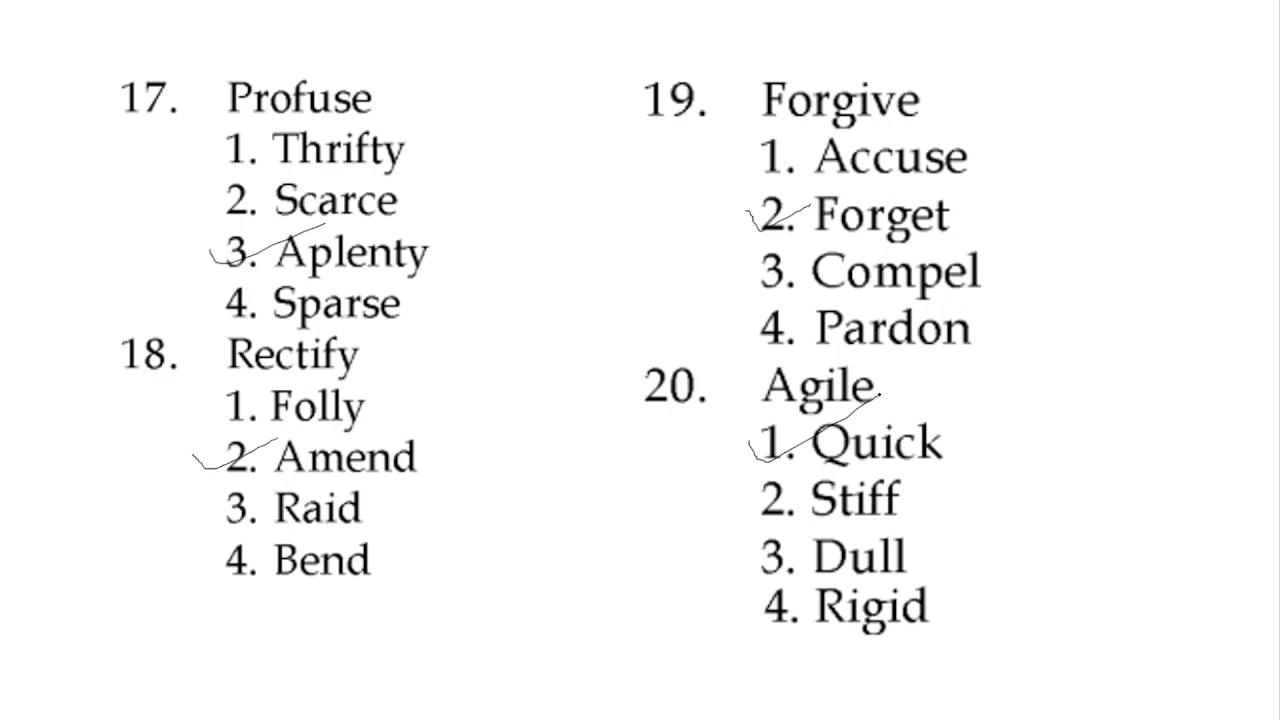 17. Profuse
1. Thrifty
2. Scarce
3. Aplenty
4. Sparse
18. Rectify
1. Folly
2. Amend
3. Raid
4. Bend
19. Forgive
1. Accuse
2. Forget
3. Compel
4. Pardon
20. Agile
1. Quick
2. Stiff
3. Dull
4. Rigid